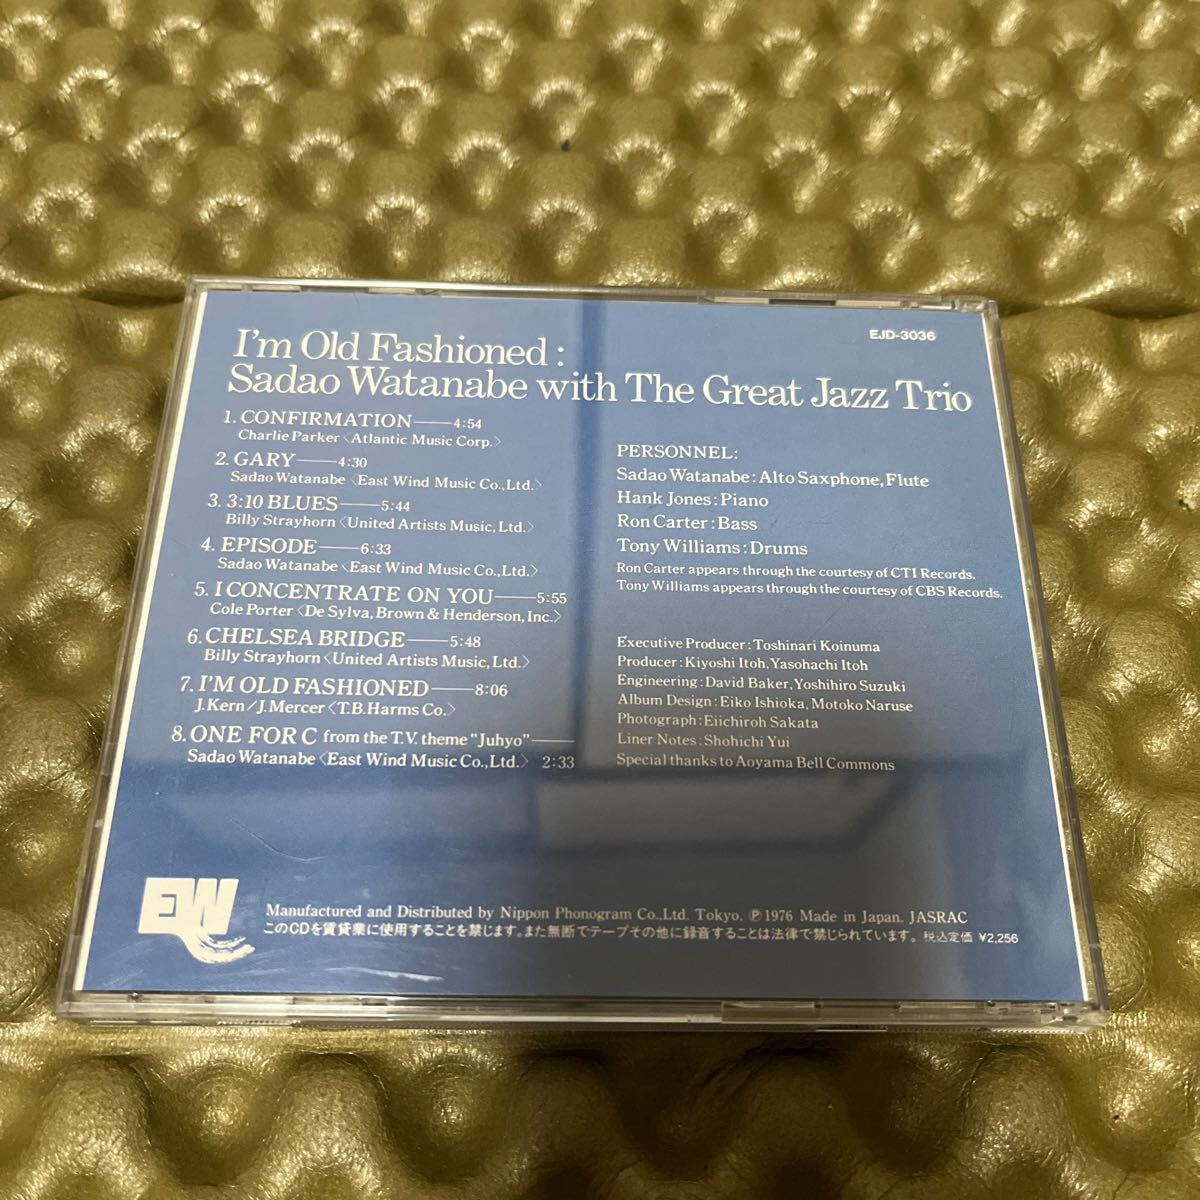 EJD-3036
I'm Old Fashioned :
Sadao Watanabe with The Great Jazz Trio
1. CONFIRMATION——4:54
Charlie Parker〈Atlantic Music Corp.〉
2. GARY——4:30
Sadao Watanabe〈East Wind Music Co.,Ltd.〉
3. 3:10 BLUES——5:44
Billy Strayhorn〈United Artists Music, Ltd.〉
4. EPISODE——6:33
Sadao Watanabe〈East Wind Music Co.,Ltd.〉
5. I CONCENTRATE ON YOU——5:55
Cole Porter〈De Sylva, Brown & Henderson, Inc.〉
6. CHELSEA BRIDGE——5:48
Billy Strayhorn〈United Artists Music, Ltd.〉
7. I'M OLD FASHIONED——8:06
J.Kern/J.Mercer〈T.B.Harms Co.〉
8. ONE FOR C from the T.V. theme "Juhyo"——
Sadao Watanabe〈East Wind Music Co.,Ltd.〉 2:33
PERSONNEL:
Sadao Watanabe : Alto Saxphone, Flute
Hank Jones : Piano
Ron Carter : Bass
Tony Williams : Drums
Ron Carter appears through the courtesy of CTI Records.
Tony Williams appears through the courtesy of CBS Records.
Executive Producer : Toshinari Koinuma
Producer : Kiyoshi Itoh, Yasohachi Itoh
Engineering : David Baker, Yoshihiro Suzuki
Album Design : Eiko Ishioka, Motoko Naruse
Photograph : Eiichiroh Sakata
Liner Notes : Shohichi Yui
Special thanks to Aoyama Bell Commons
EW
Manufactured and Distributed by Nippon Phonogram Co.,Ltd. Tokyo. ℗1976 Made in Japan. JASRAC
このCDを賃貸業に使用することを禁じます。また無断でテープその他に録音することは法律で禁じられています。 税込定価 ¥2,256